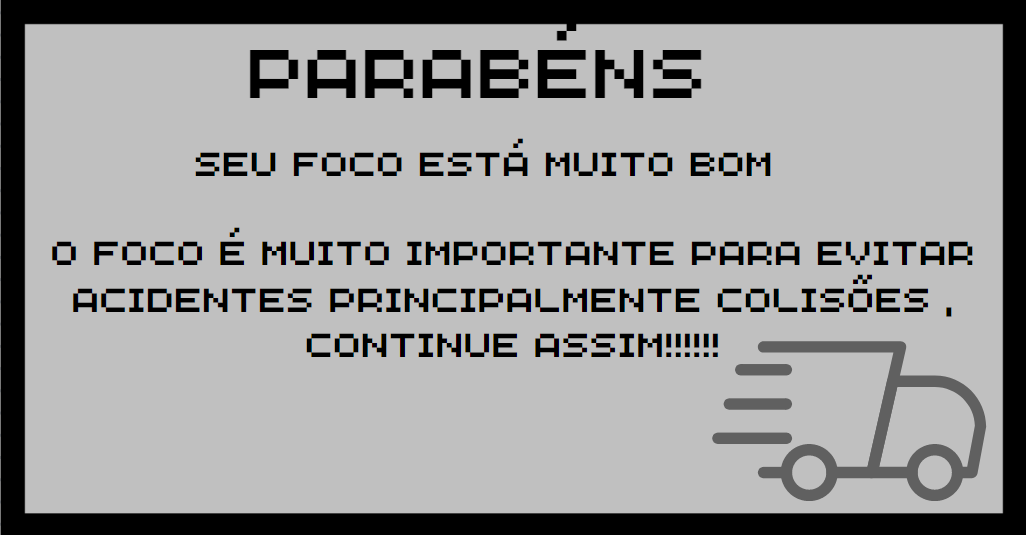 PARABÉNS
SEU FOCO ESTÁ MUITO BOM
O FOCO É MUITO IMPORTANTE PARA EVITAR
ACIDENTES PRINCIPALMENTE COLISÕES ,
CONTINUE ASSIM!!!!!!